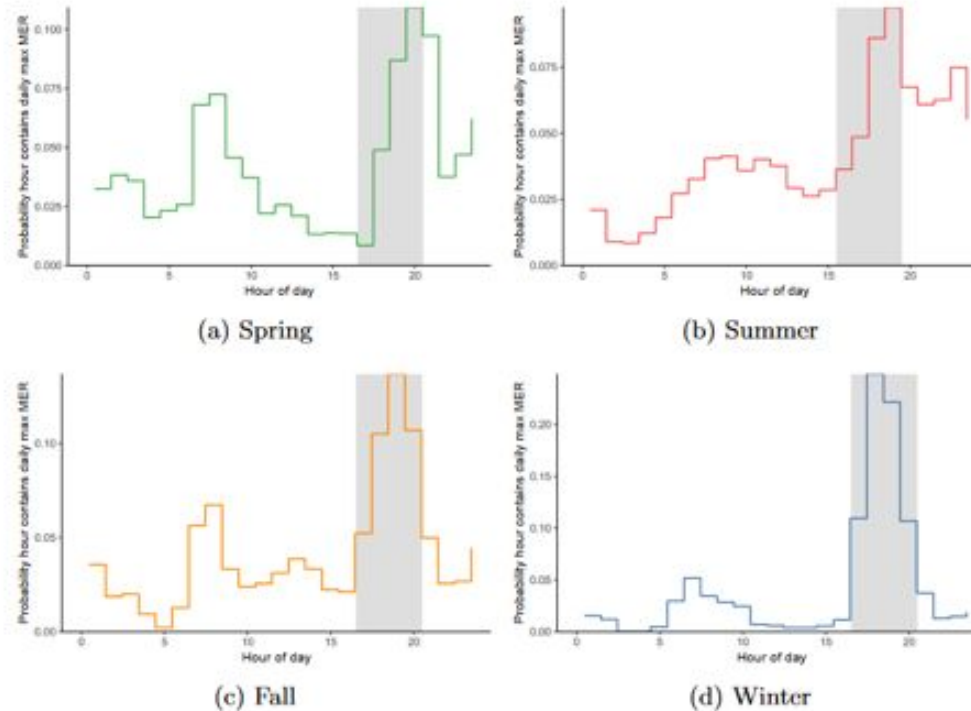 Probability hour contains daily max MER
0.100
0.075
0.050
0.025
0.000
0 5 10 15 20
Hour of day
(a) Spring
Probability hour contains daily max MER
0.075
0.050
0.025
0.000
0 5 10 15 20
Hour of day
(b) Summer
Probability hour contains daily max MER
0.10
0.05
0.00
0 5 10 15 20
Hour of day
(c) Fall
Probability hour contains daily max MER
0.20
0.15
0.10
0.05
0.00
0 5 10 15 20
Hour of day
(d) Winter